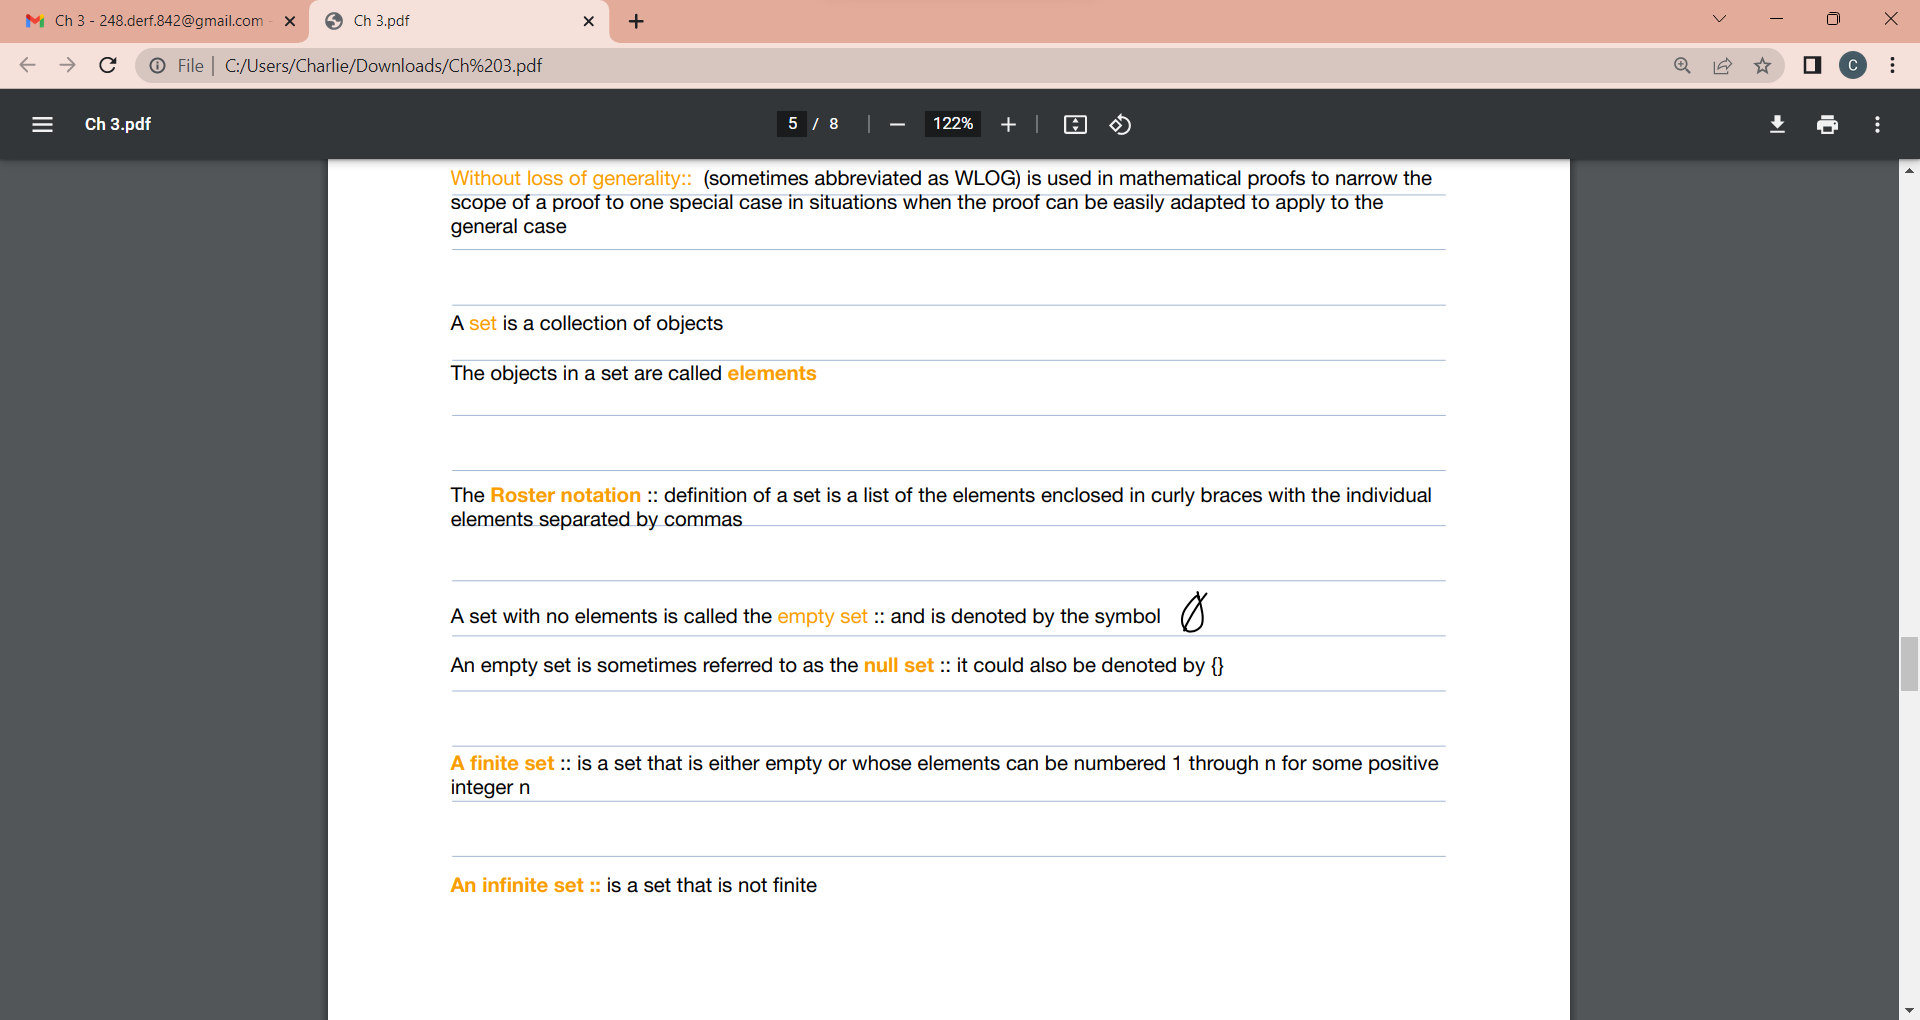 Ch 3 - 248.derf.842@gmail.com -
Ch 3.pdf
File | C:/Users/Charlie/Downloads/Ch%203.pdf
C
Ch 3.pdf
5 / 8
122%
Without loss of generality:: (sometimes abbreviated as WLOG) is used in mathematical proofs to narrow the
scope of a proof to one special case in situations when the proof can be easily adapted to apply to the
general case
A set is a collection of objects
The objects in a set are called elements
The Roster notation :: definition of a set is a list of the elements enclosed in curly braces with the individual
elements separated by commas
A set with no elements is called the empty set :: and is denoted by the symbol ∅
An empty set is sometimes referred to as the null set :: it could also be denoted by {}
A finite set :: is a set that is either empty or whose elements can be numbered 1 through n for some positive
integer n
An infinite set :: is a set that is not finite